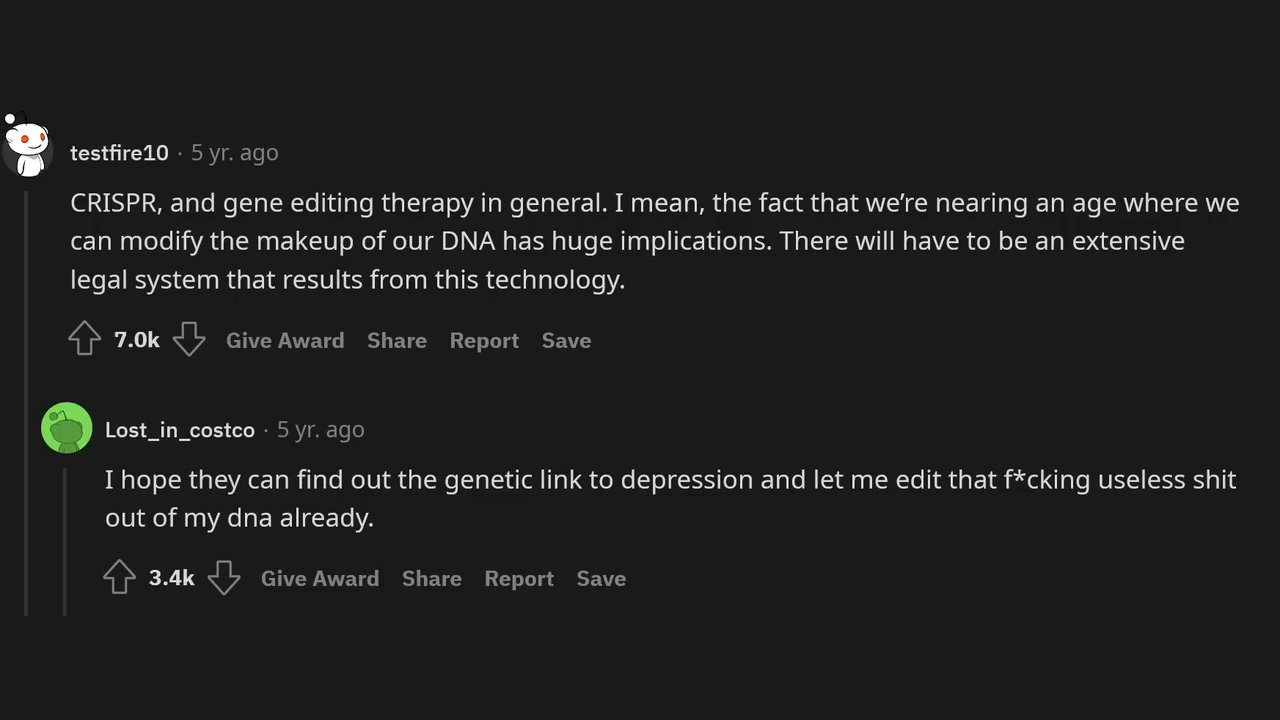 testfire10 · 5 yr. ago
CRISPR, and gene editing therapy in general. I mean, the fact that we’re nearing an age where we
can modify the makeup of our DNA has huge implications. There will have to be an extensive
legal system that results from this technology.
7.0k Give Award Share Report Save
Lost_in_costco · 5 yr. ago
I hope they can find out the genetic link to depression and let me edit that f*cking useless shit
out of my dna already.
3.4k Give Award Share Report Save